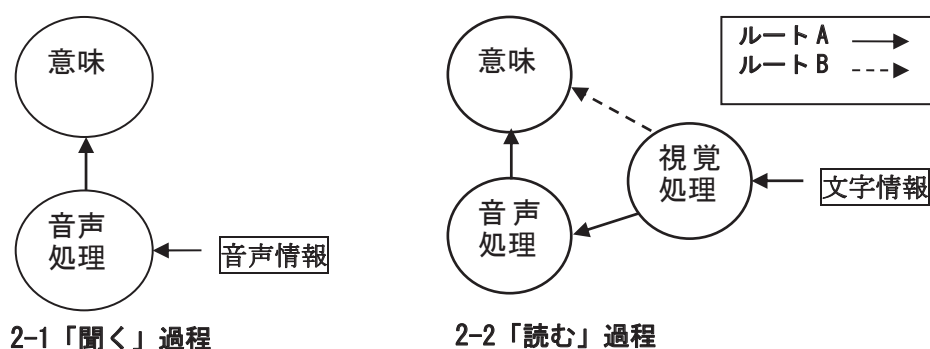 意味
音声
処理
音声情報
2-1「聞く」過程
意味
ルートA
ルートB
視覚
処理
文字情報
音声
処理
2-2「読む」過程